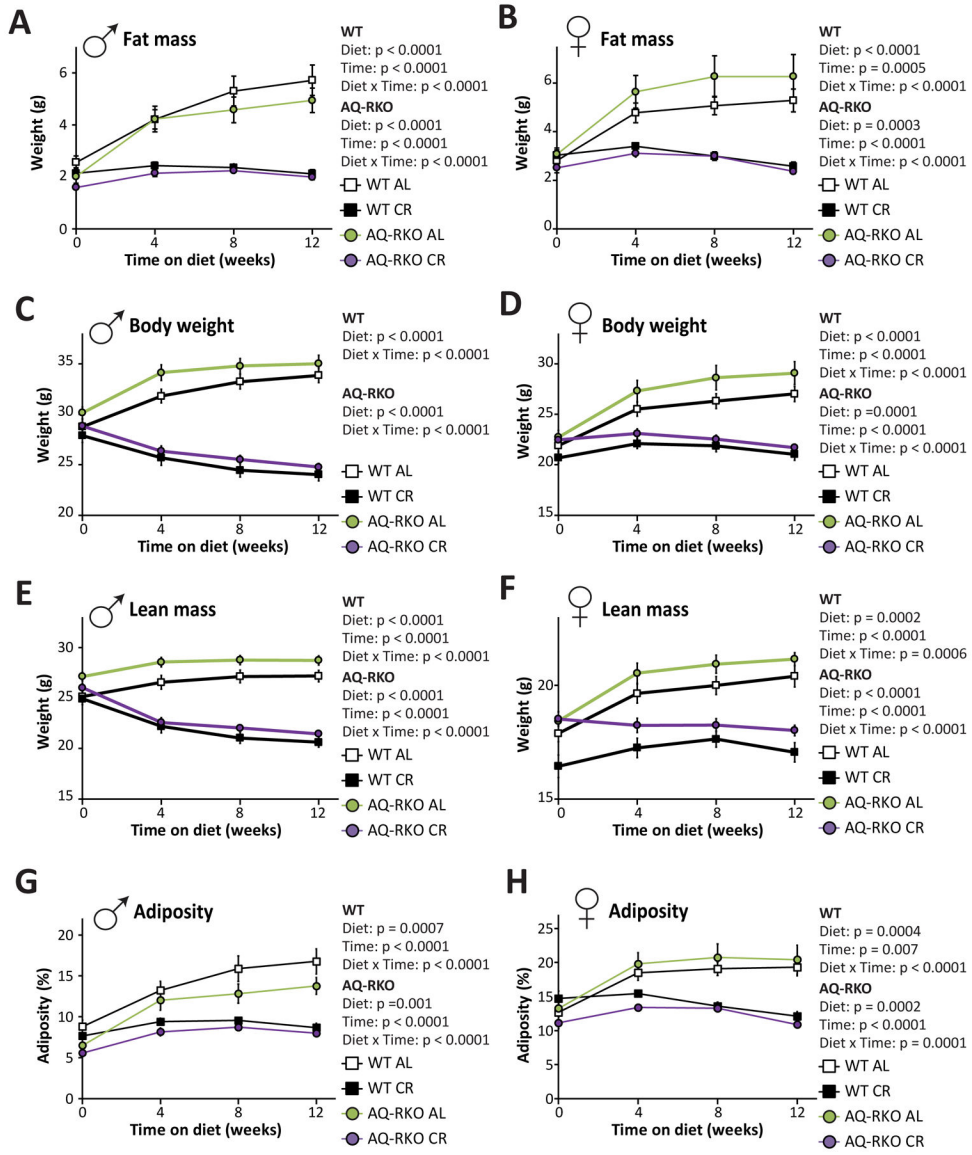 A
Fat mass
WT
Diet: p < 0.0001
Time: p < 0.0001
Diet x Time: p < 0.0001
AQ-RKO
Diet: p < 0.0001
Time: p < 0.0001
Diet x Time: p < 0.0001
WT AL
WT CR
AQ-RKO AL
AQ-RKO CR
Weight (g)
6
4
2
0
0 4 8 12
Time on diet (weeks)
B
Fat mass
WT
Diet: p < 0.0001
Time: p = 0.0005
Diet x Time: p < 0.0001
AQ-RKO
Diet: p = 0.0003
Time: p < 0.0001
Diet x Time: p < 0.0001
WT AL
WT CR
AQ-RKO AL
AQ-RKO CR
Weight (g)
6
4
2
0
0 4 8 12
Time on diet (weeks)
C
Body weight
WT
Diet: p < 0.0001
Diet x Time: p < 0.0001
AQ-RKO
Diet: p < 0.0001
Diet x Time: p < 0.0001
WT AL
WT CR
AQ-RKO AL
AQ-RKO CR
Weight (g)
35
30
25
20
0 4 8 12
Time on diet (weeks)
D
Body weight
WT
Diet: p < 0.0001
Time: p < 0.0001
Diet x Time: p < 0.0001
AQ-RKO
Diet: p =0.0001
Time: p < 0.0001
Diet x Time: p < 0.0001
WT AL
WT CR
AQ-RKO AL
AQ-RKO CR
Weight (g)
30
25
20
15
0 4 8 12
Time on diet (weeks)
E
Lean mass
WT
Diet: p < 0.0001
Time: p < 0.0001
Diet x Time: p < 0.0001
AQ-RKO
Diet: p < 0.0001
Time: p < 0.0001
Diet x Time: p < 0.0001
WT AL
WT CR
AQ-RKO AL
AQ-RKO CR
Weight (g)
30
25
20
15
0 4 8 12
Time on diet (weeks)
F
Lean mass
WT
Diet: p = 0.0002
Time: p < 0.0001
Diet x Time: p = 0.0006
AQ-RKO
Diet: p < 0.0001
Time: p < 0.0001
Diet x Time: p < 0.0001
WT AL
WT CR
AQ-RKO AL
AQ-RKO CR
Weight (g)
20
15
0 4 8 12
Time on diet (weeks)
G
Adiposity
WT
Diet: p = 0.0007
Time: p < 0.0001
Diet x Time: p < 0.0001
AQ-RKO
Diet: p =0.001
Time: p < 0.0001
Diet x Time: p < 0.0001
WT AL
WT CR
AQ-RKO AL
AQ-RKO CR
Adiposity (%)
20
15
10
5
0
0 4 8 12
Time on diet (weeks)
H
Adiposity
WT
Diet: p = 0.0004
Time: p = 0.007
Diet x Time: p < 0.0001
AQ-RKO
Diet: p = 0.0002
Time: p < 0.0001
Diet x Time: p = 0.0001
WT AL
WT CR
AQ-RKO AL
AQ-RKO CR
Adiposity (%)
25
20
15
10
5
0
0 4 8 12
Time on diet (weeks)